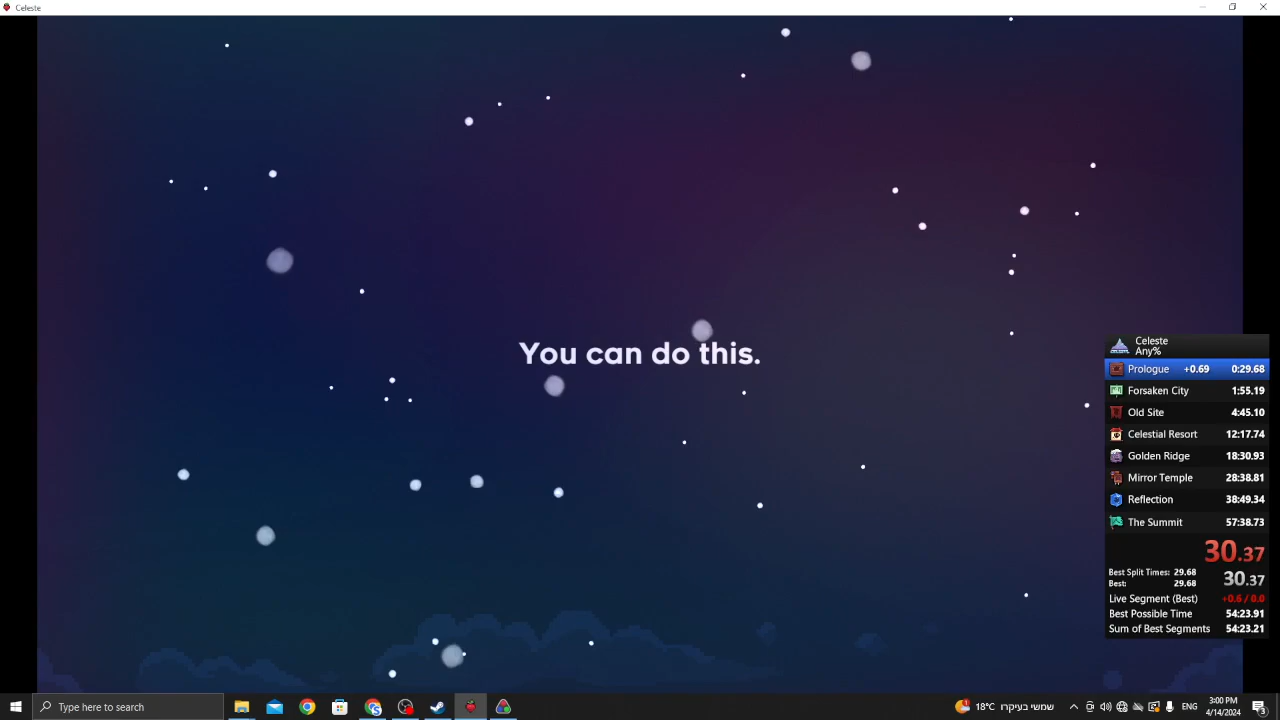 Celeste
You can do this.
Celeste
Any%
Prologue +0.69 0:29.68
Forsaken City 1:55.19
Old Site 4:45.10
Celestial Resort 12:17.74
Golden Ridge 18:30.93
Mirror Temple 28:38.81
Reflection 38:49.34
The Summit 57:38.73
30.37
Best Split Times: 29.68
Best: 29.68
30.37
Live Segment (Best) +0.6 / 0.0
Best Possible Time 54:23.91
Sum of Best Segments 54:23.21
Type here to search
18°C שמשי בעיקרו
ENG
3:00 PM
4/14/2024
3